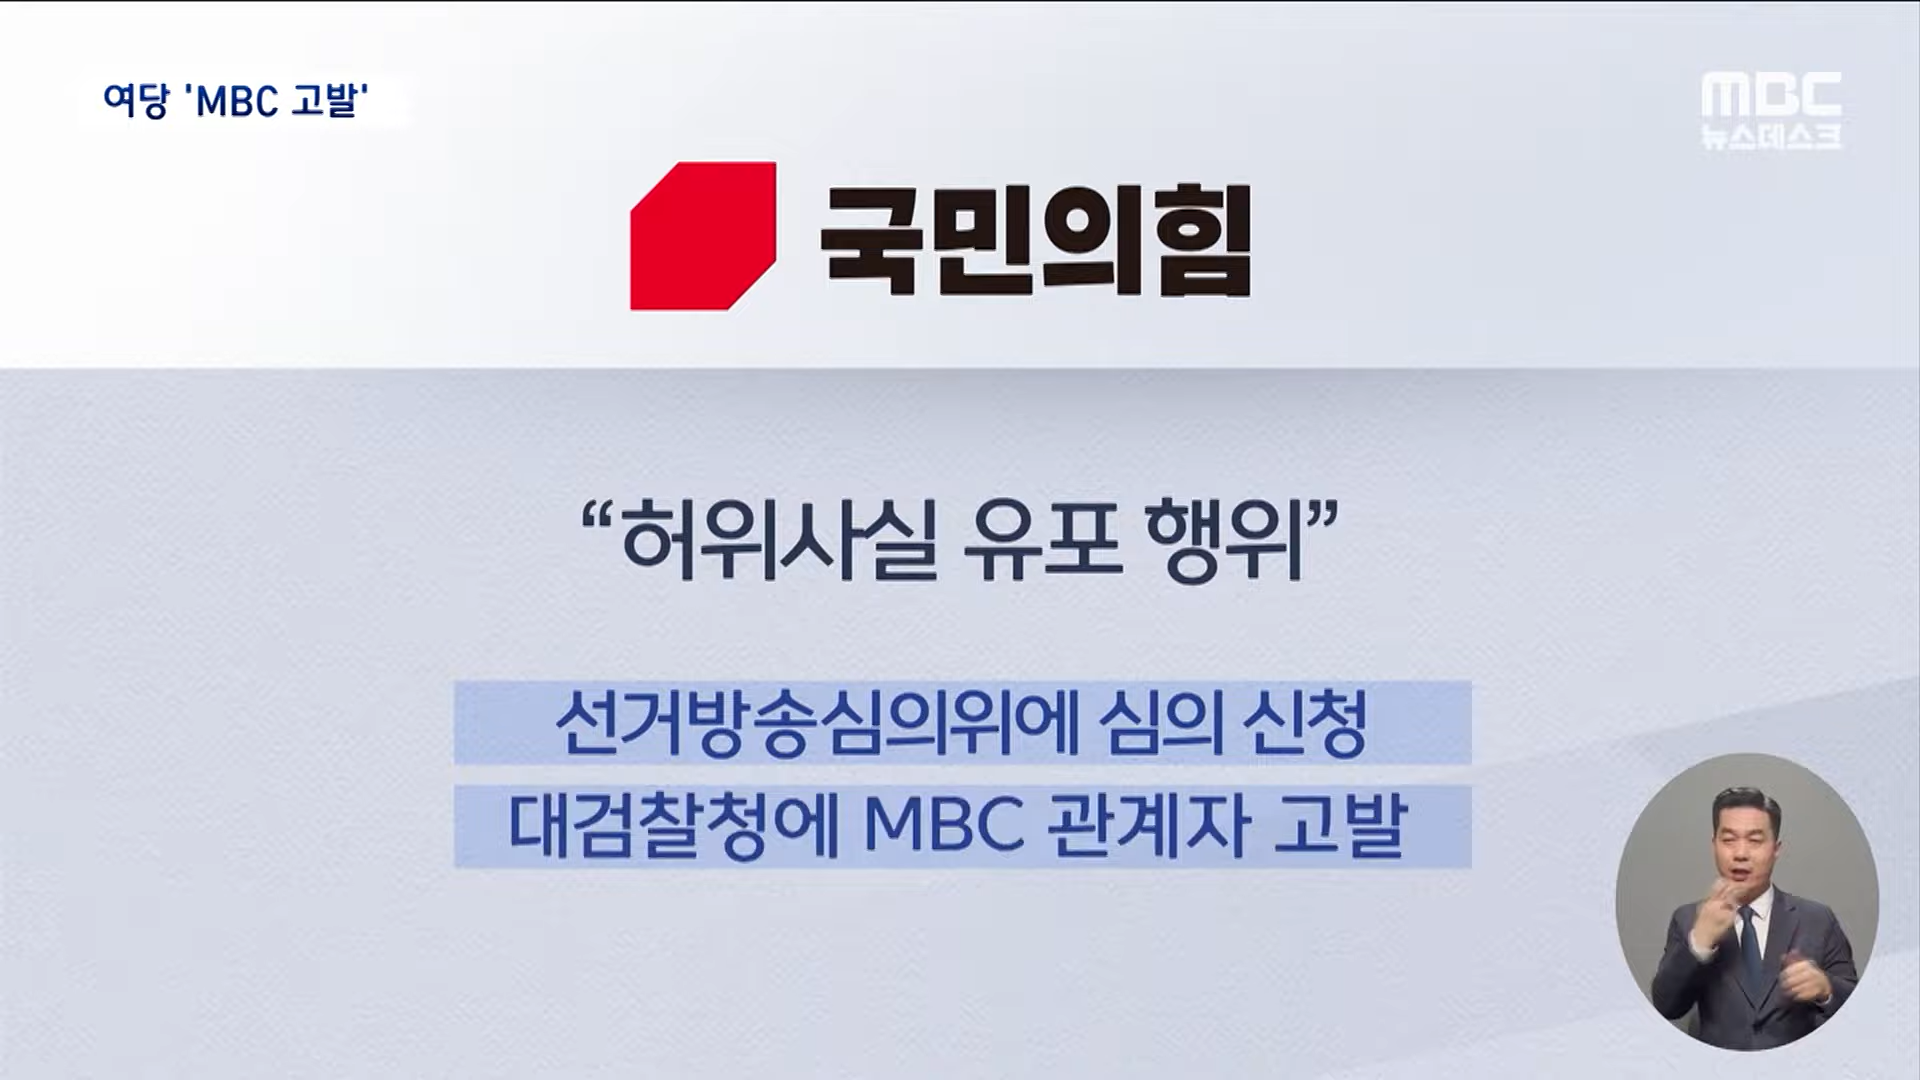 여당 'MBC 고발'
MBC
뉴스데스크
국민의힘
“허위사실 유포 행위”
선거방송심의위에 심의 신청
대검찰청에 MBC 관계자 고발